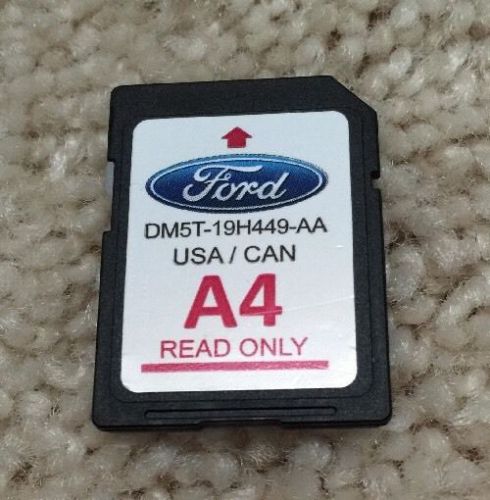 Ford
DM5T-19H449-AA
USA / CAN
A4
READ ONLY